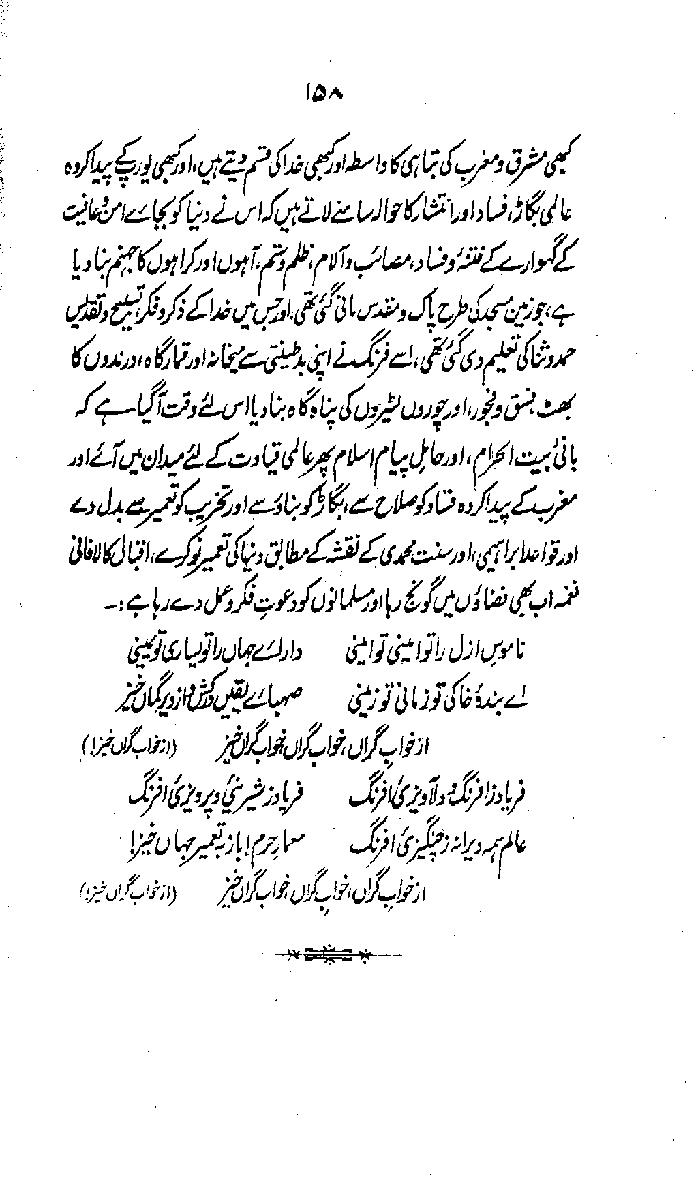 ۱۵۸
کبھی مشرق و مغرب کی تباہی کا واسطہ اور کبھی خدا کی قسم دیتے ہیں، اور کبھی یورپ کے پیدا کردہ
عالمی بگاڑ، فساد اور انتشار کا حوالہ سامنے لاتے ہیں کہ اس نے دنیا کو بجائے امن و عافیت
کے گہوارے کے فتنہ و فساد، مصائب و آلام، ظلم و ستم، آہوں اور کراہوں کا جہنم بنا دیا
ہے، جو زمین مسجد کی طرح پاک و مقدس مانی گئی تھی، اور جس میں خدا کے ذکر و فکر، تسبیح و تقدیس
حمد و ثنا کی تعلیم دی گئی تھی، اسے فرنگ نے اپنی بدطینتی سے میخانہ اور قمارگاہ، درندوں کا
بھٹ، فسق و فجور، اور چوروں لٹیروں کی پناہ گاہ بنا دیا اس لئے وقت آگیا ہے کہ
بانیٔ بیت الحرام، اور حاملِ پیام اسلام پھر عالمی قیادت کے لئے میدان میں آئے اور
مغرب کے پیدا کردہ فساد کو صلاح سے، بگاڑ کو بناؤ سے اور تخریب کو تعمیر سے بدل دے
اور قواعد ابراہیمی، اور سنت محمدی کے نقشہ کے مطابق دنیا کی تعمیر نو کرے، اقبال کا لافانی
نغمہ اب بھی فضاؤں میں گونج رہا اور مسلمانوں کو دعوتِ فکر و عمل دے رہا ہے:۔
ناموسِ ازل را تو امینی تو امینی دارائے جہاں را تو یساری تو یمینی
اے بندۂ خاکی تو زمانی تو زمینی صہبائے یقیں درکش و از دیر گماں خیز
از خوابِ گراں، خوابِ گراں، خوابِ گراں خیز (از خواب گراں خیز!)
فریاد ز افرنگ و دلآویزیٔ افرنگ فریاد ز شیرینیٔ و پرویزیٔ افرنگ
عالم ہمہ ویرانہ ز چنگیزیٔ افرنگ معمارِ حرم! باز بہ تعمیر جہاں خیز!
از خوابِ گراں، خوابِ گراں، خوابِ گراں خیز (از خواب گراں خیز!)